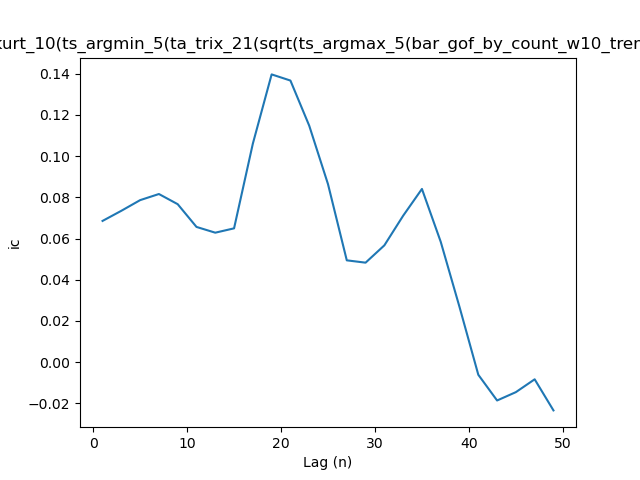 kurt_10(ts_argmin_5(ta_trix_21(sqrt(ts_argmax_5(bar_gof_by_count_w10_tren
0.14
0.12
0.10
0.08
0.06
0.04
0.02
0.00
−0.02
ic
0 10 20 30 40 50
Lag (n)